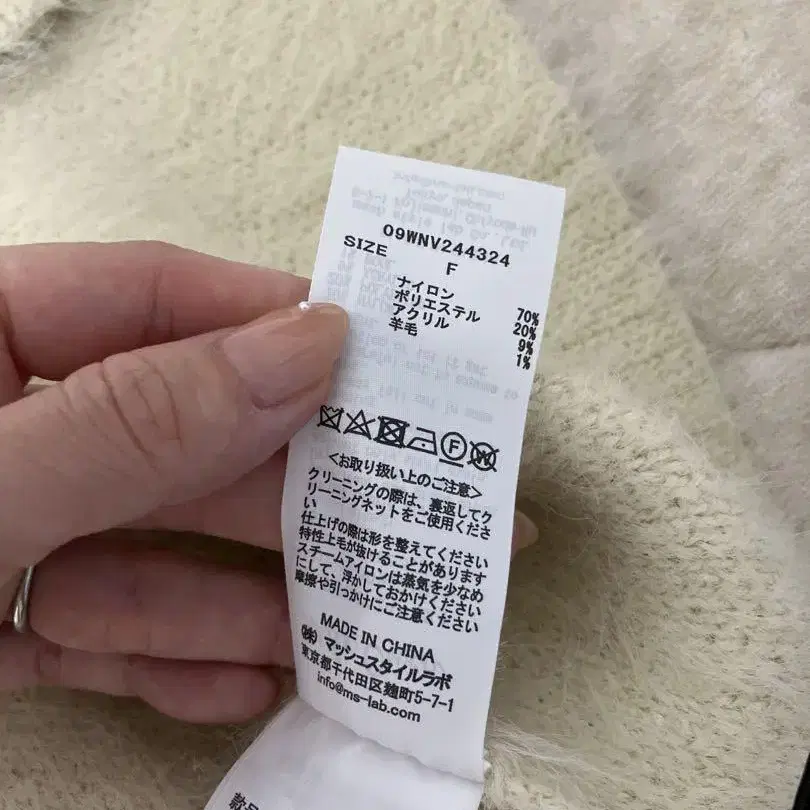 09WNV244324
SIZE F
ナイロン 70%
ポリエステル 20%
アクリル 9%
羊毛 1%
F W
<お取り扱い上のご注意>
クリーニングの際は、裏返してク
リーニングネットをご使用くださ
い
仕上げの際は形を整えてください
特性上毛が抜けることがあります
スチームアイロンは蒸気を少なめ
にして、浮かしておかけください
摩擦や引っかけにご注意ください
MADE IN CHINA
㈱マッシュスタイルラボ
東京都千代田区麹町5-7-1
info@ms-lab.com